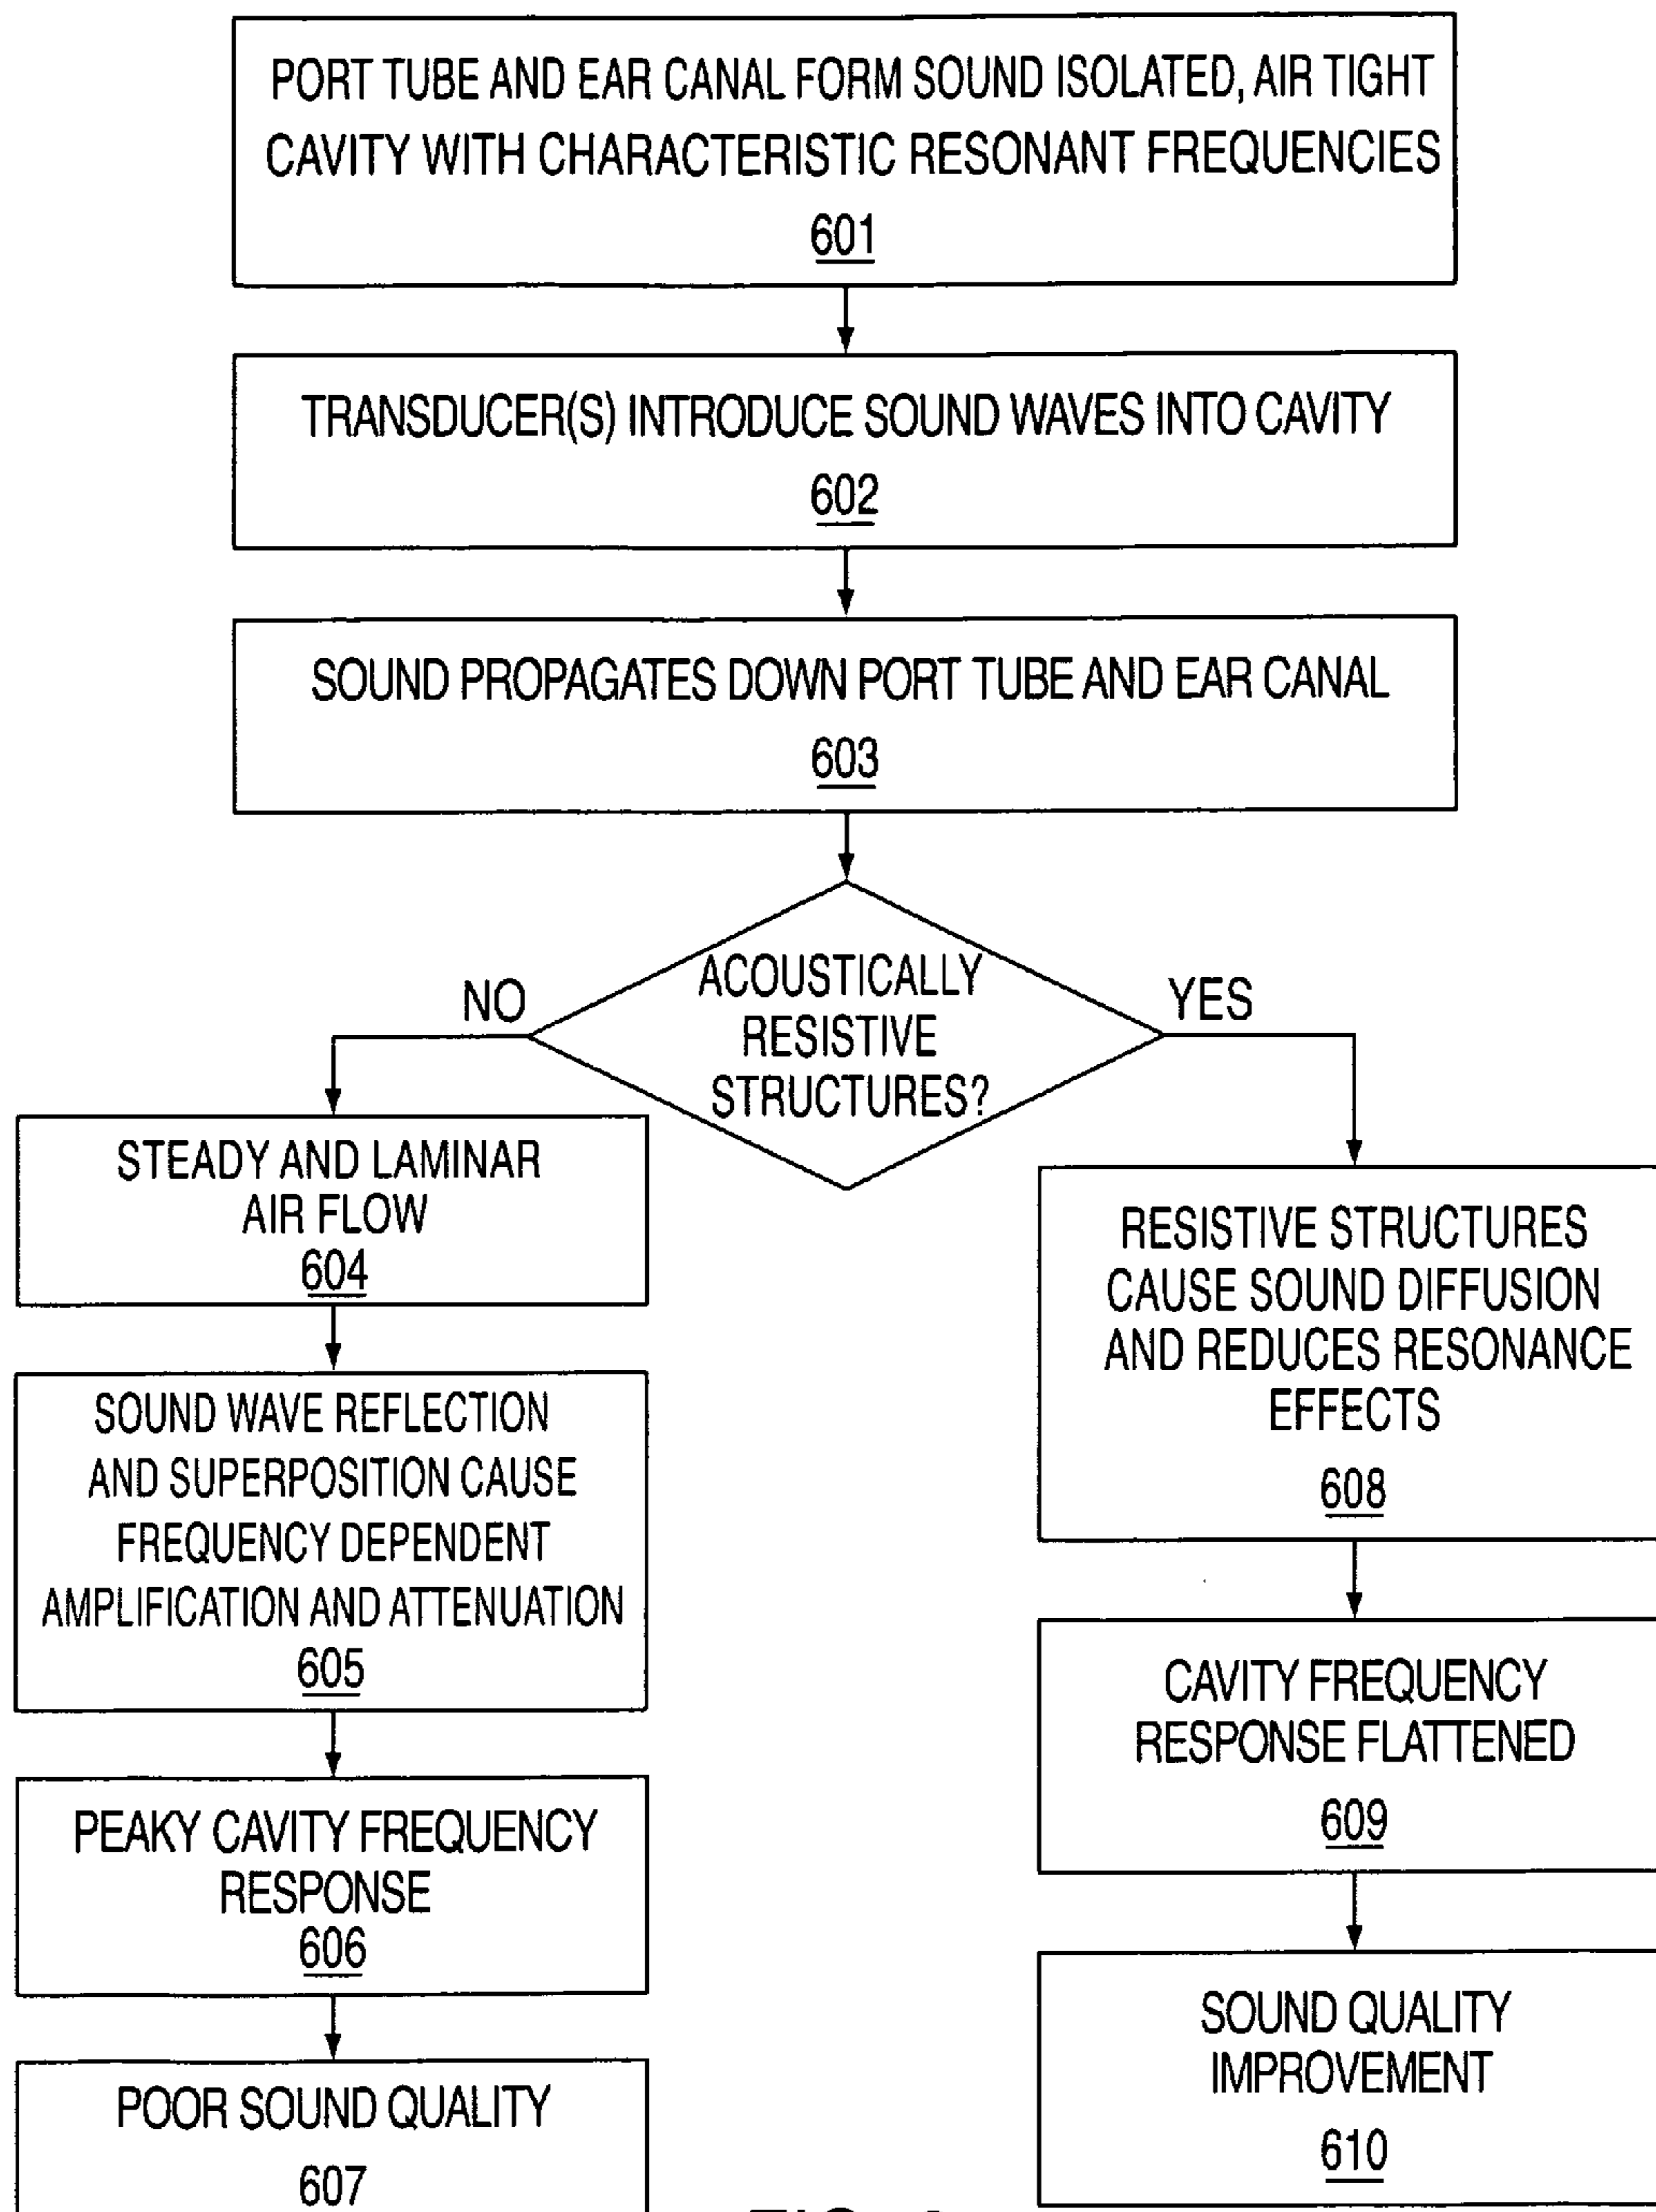 PORT TUBE AND EAR CANAL FORM SOUND ISOLATED, AIR TIGHT
CAVITY WITH CHARACTERISTIC RESONANT FREQUENCIES
601
TRANSDUCER(S) INTRODUCE SOUND WAVES INTO CAVITY
602
SOUND PROPAGATES DOWN PORT TUBE AND EAR CANAL
603
ACOUSTICALLY
RESISTIVE
STRUCTURES?
NO
YES
STEADY AND LAMINAR
AIR FLOW
604
SOUND WAVE REFLECTION
AND SUPERPOSITION CAUSE
FREQUENCY DEPENDENT
AMPLIFICATION AND ATTENUATION
605
PEAKY CAVITY FREQUENCY
RESPONSE
606
POOR SOUND QUALITY
607
RESISTIVE STRUCTURES
CAUSE SOUND DIFFUSION
AND REDUCES RESONANCE
EFFECTS
608
CAVITY FREQUENCY
RESPONSE FLATTENED
609
SOUND QUALITY
IMPROVEMENT
610